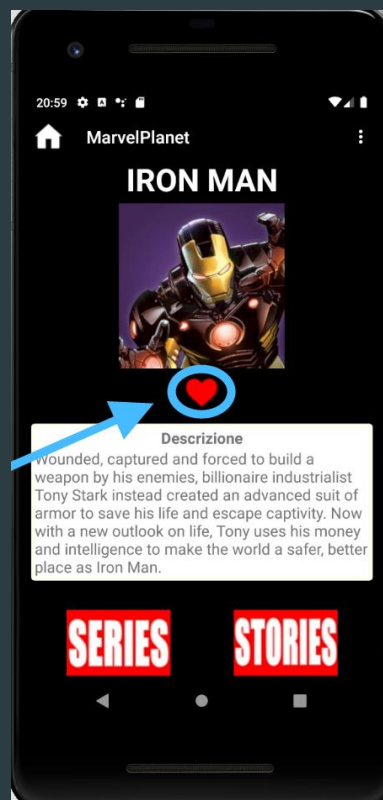 20:59
MarvelPlanet
IRON MAN
Descrizione
Wounded, captured and forced to build a
weapon by his enemies, billionaire industrialist
Tony Stark instead created an advanced suit of
armor to save his life and escape captivity. Now
with a new outlook on life, Tony uses his money
and intelligence to make the world a safer, better
place as Iron Man.
SERIES
STORIES